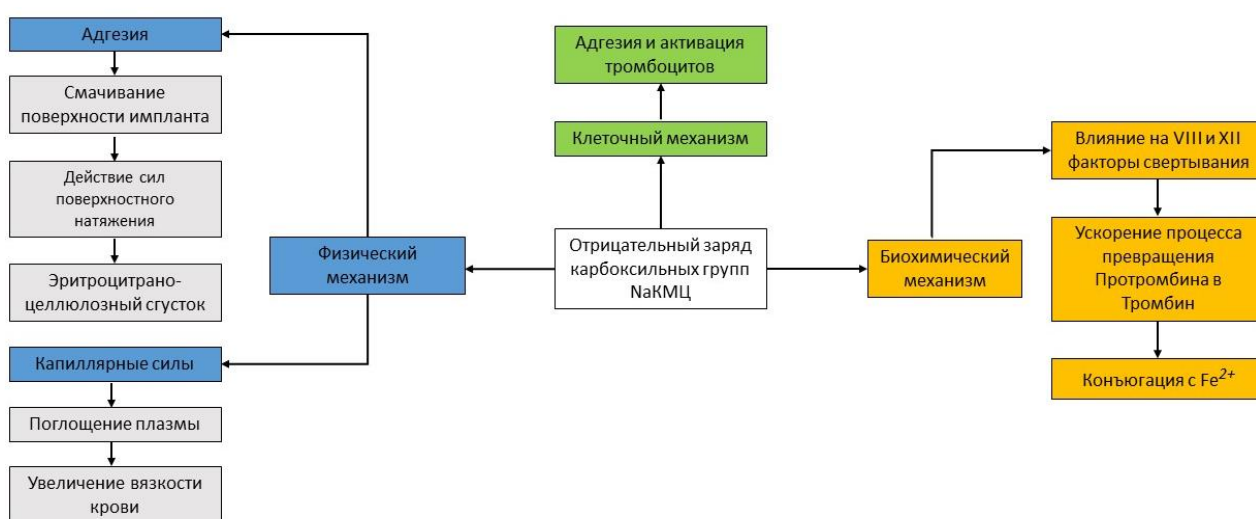 Адгезия
Смачивание
поверхности импланта
Действие сил
поверхностного
натяжения
Эритроцитрано-
целлюлозный сгусток
Капиллярные силы
Поглощение плазмы
Увеличение вязкости
крови
Физический
механизм
Адгезия и активация
тромбоцитов
Клеточный механизм
Отрицательный заряд
карбоксильных групп
NaКМЦ
Биохимический
механизм
Влияние на VIII и XII
факторы свертывания
Ускорение процесса
превращения
Протромбина в
Тромбин
Конъюгация с Fe²⁺